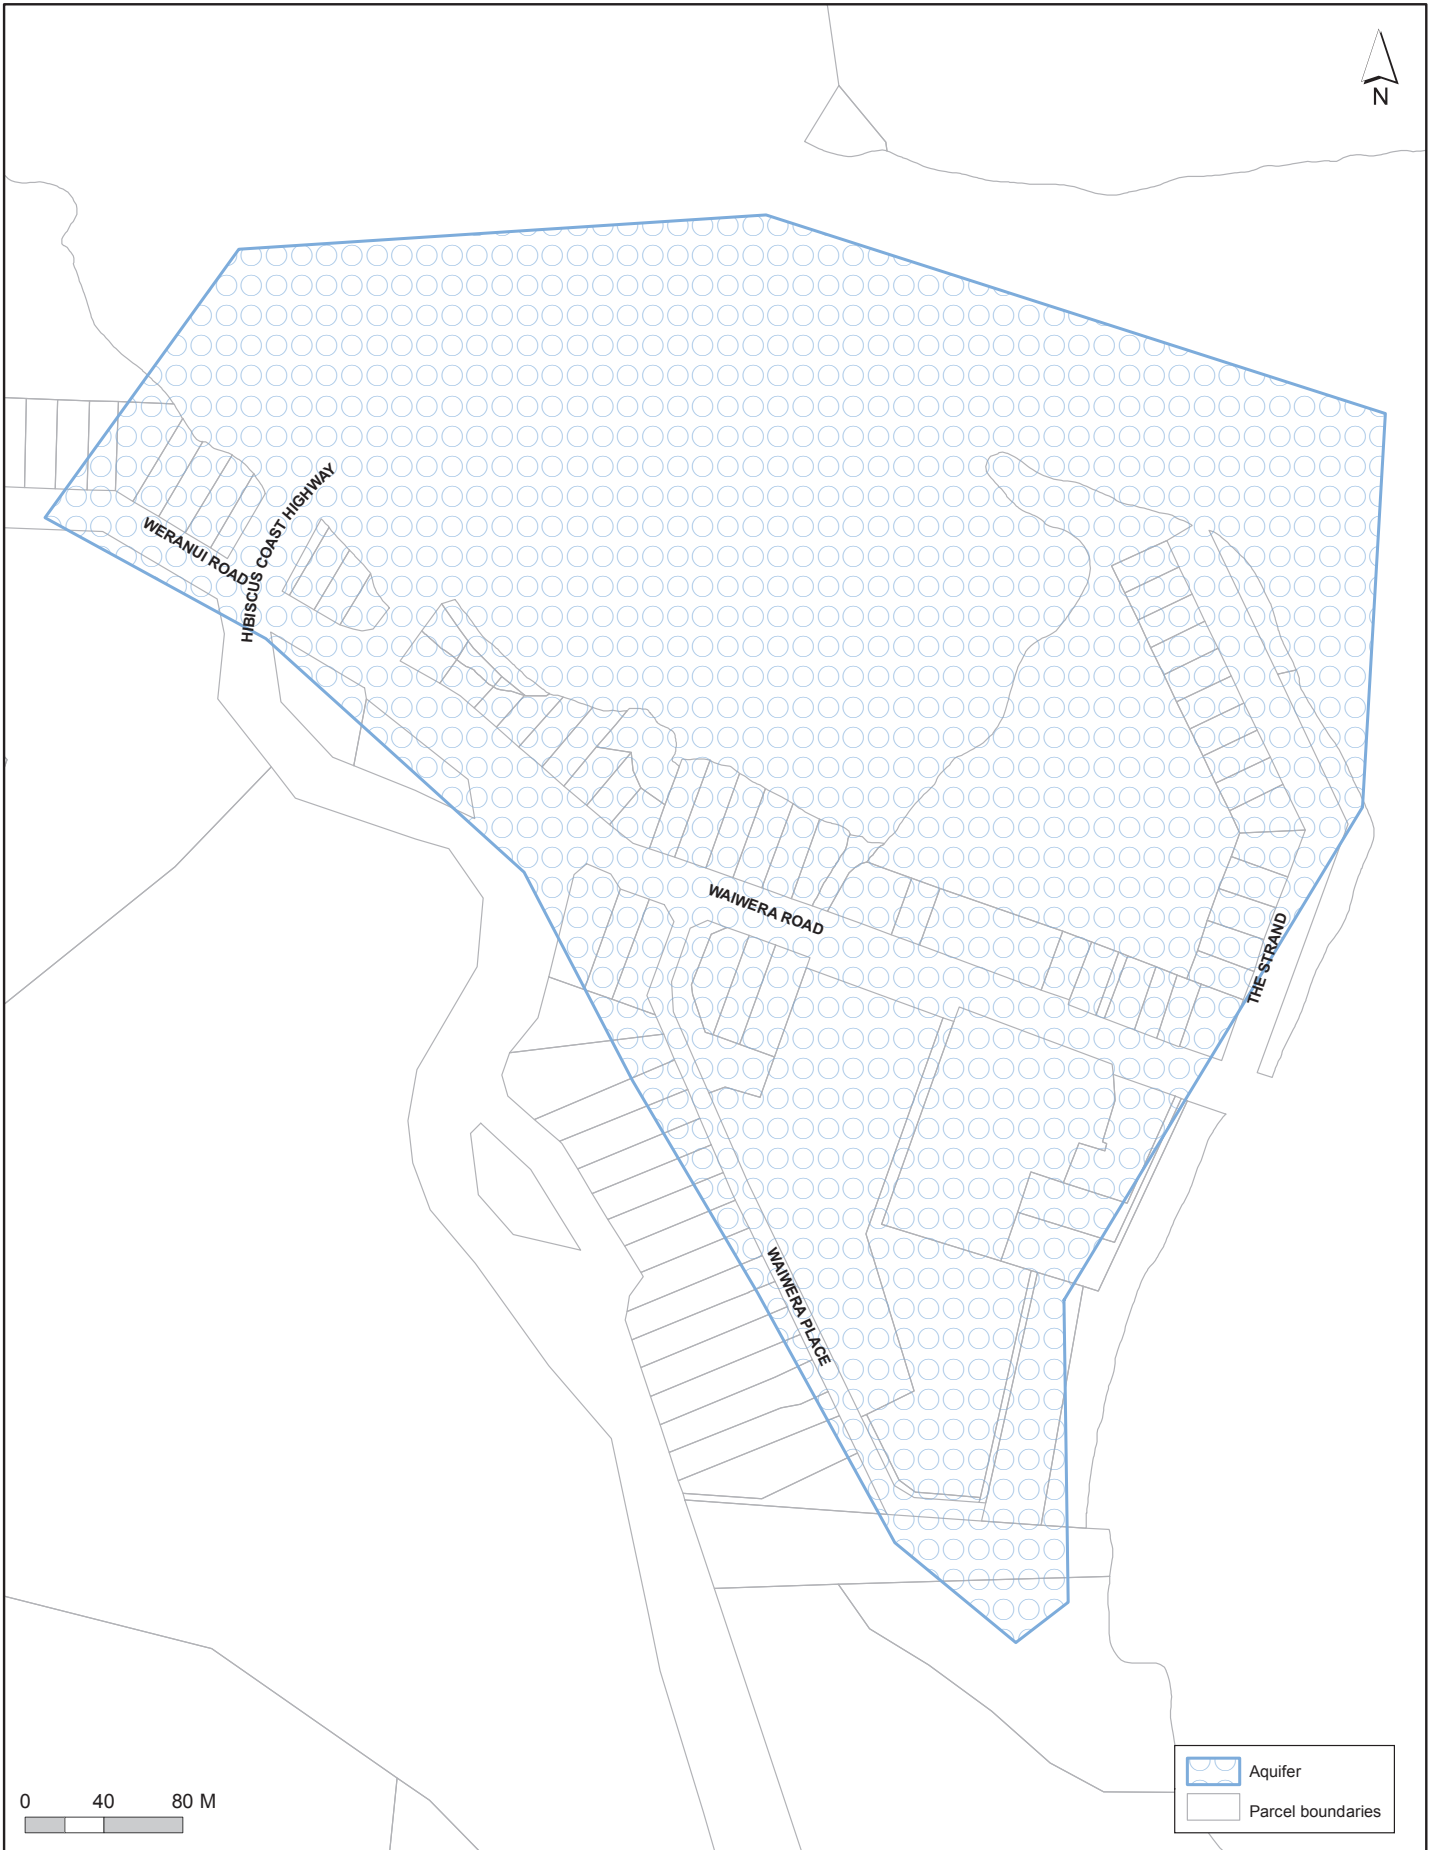 N
HIBISCUS COAST HIGHWAY
WERANUI ROAD
WAIWERA ROAD
THE STRAND
WAIWERA PLACE
Aquifer
Parcel boundaries
0 40 80 M